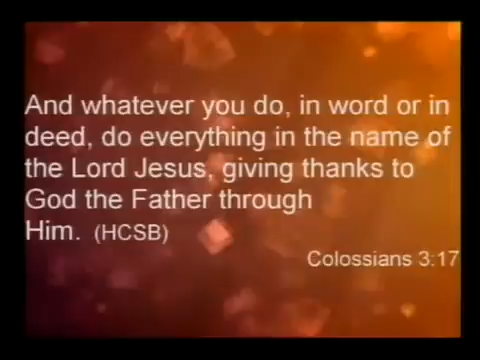 And whatever you do, in word or in
deed, do everything in the name of
the Lord Jesus, giving thanks to
God the Father through
Him. (HCSB)
Colossians 3:17